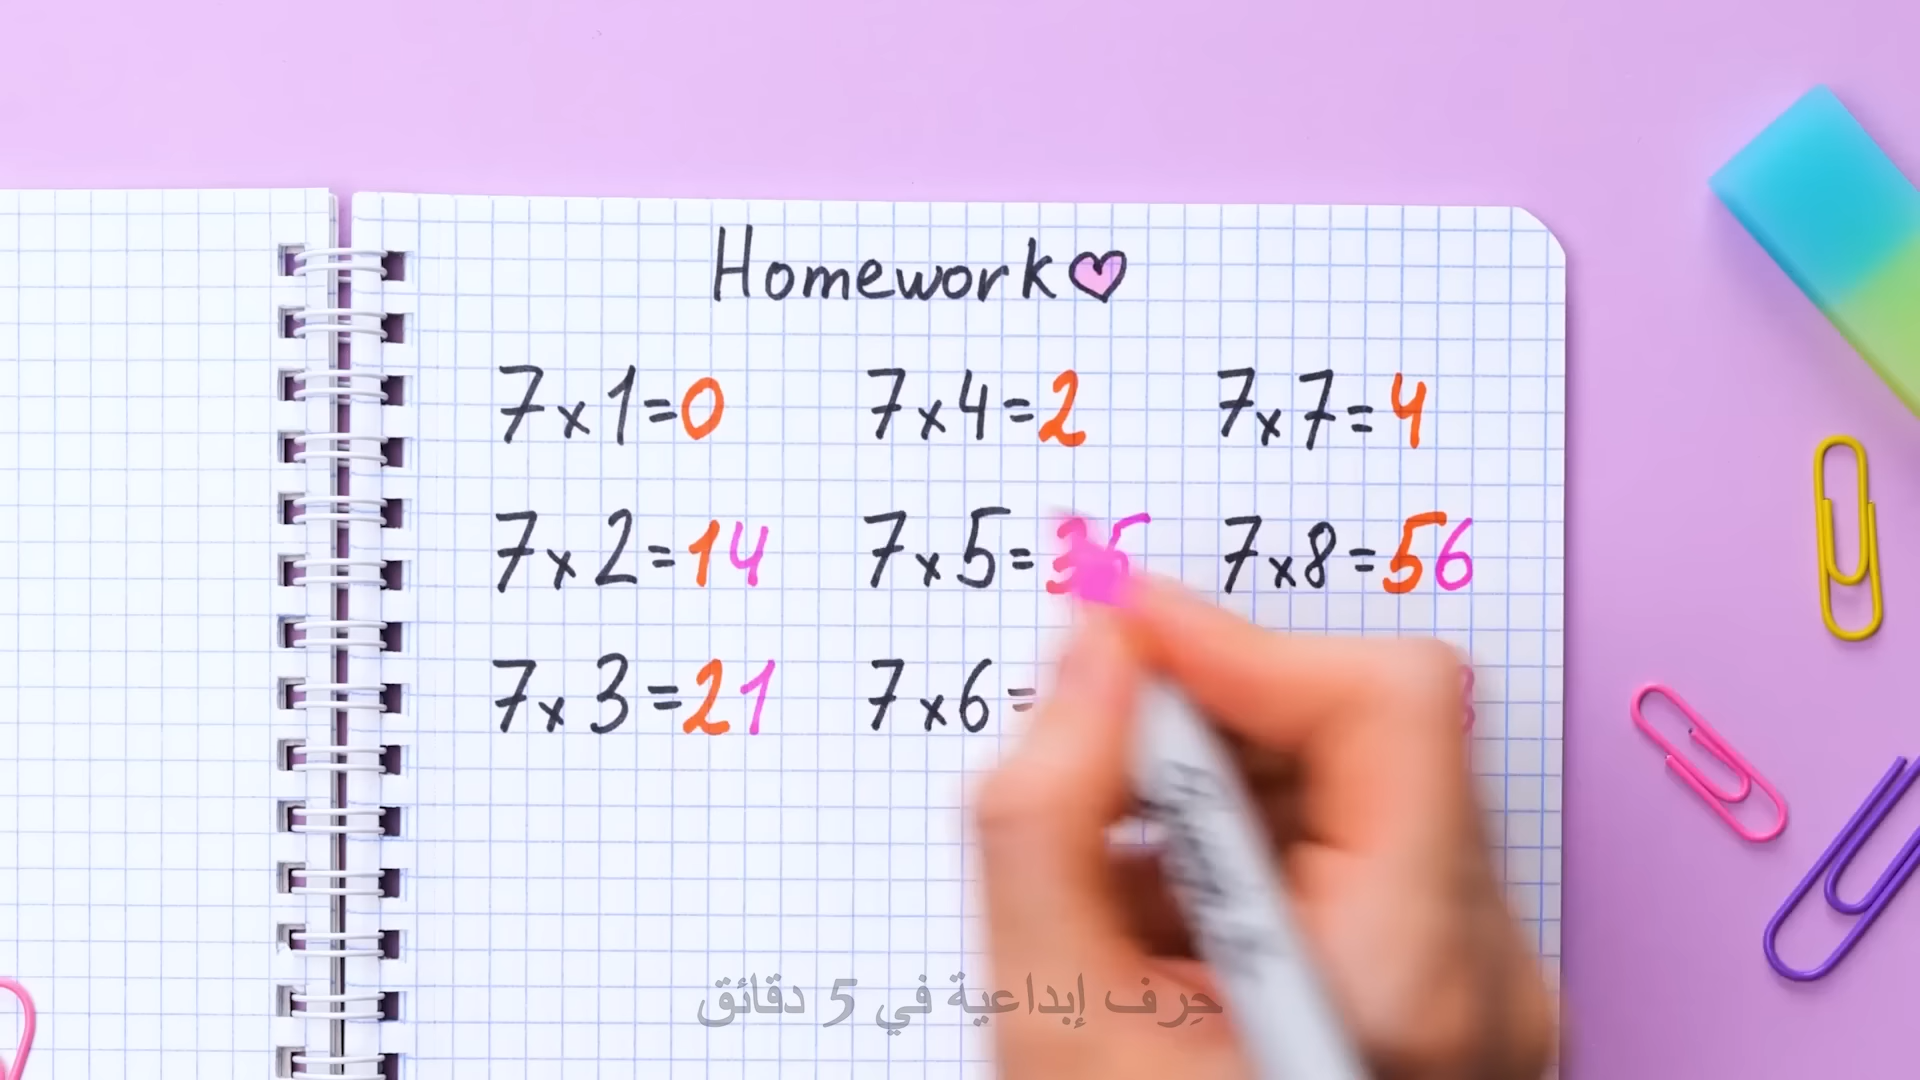 Homework
7x1=0 7x4=2 7x7=4
7x2=14 7x5=35 7x8=56
7x3=21 7x6=
حِرف إبداعية في 5 دقائق